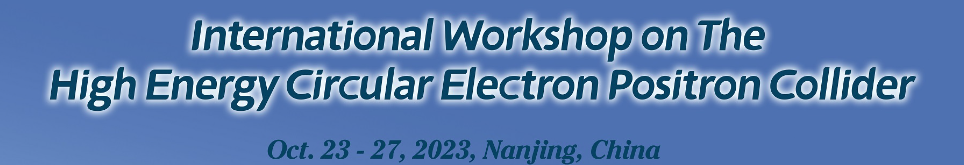 International Workshop on The
High Energy Circular Electron Positron Collider
Oct. 23 - 27, 2023, Nanjing, China